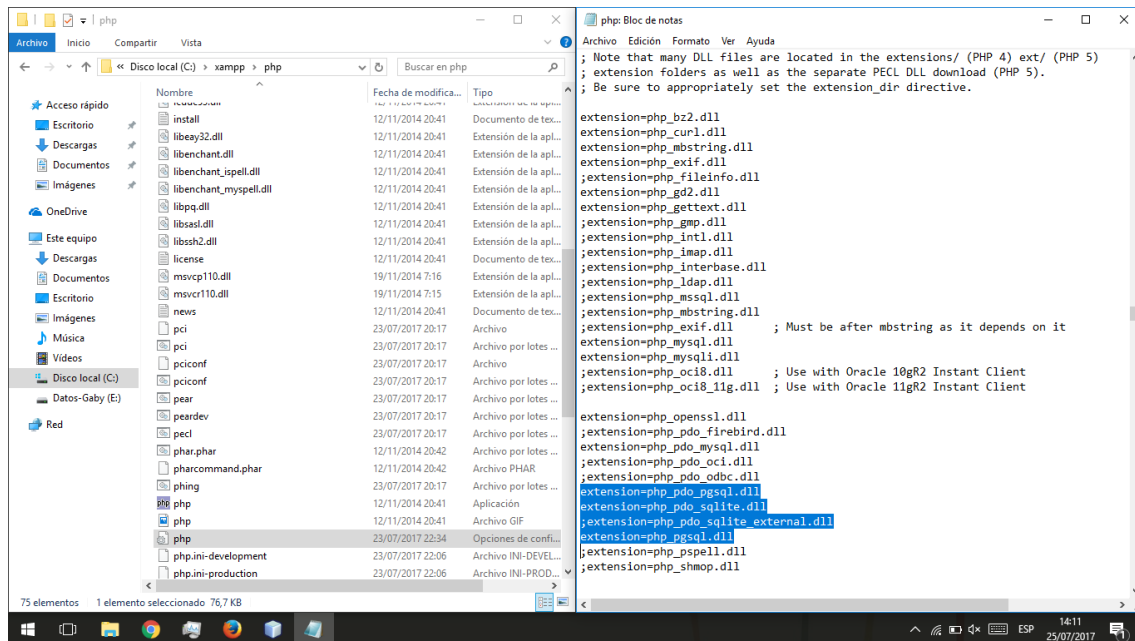 php
Archivo
Inicio
Compartir
Vista
« Disco local (C:) > xampp > php
Buscar en php
Acceso rápido
Escritorio
Descargas
Documentos
Imágenes
OneDrive
Este equipo
Descargas
Documentos
Escritorio
Imágenes
Música
Vídeos
Disco local (C:)
Datos-Gaby (E:)
Red
Nombre Fecha de modifica... Tipo
install 12/11/2014 20:41 Documento de tex...
libeay32.dll 12/11/2014 20:41 Extensión de la apl...
libenchant.dll 12/11/2014 20:41 Extensión de la apl...
libenchant_ispell.dll 12/11/2014 20:41 Extensión de la apl...
libenchant_myspell.dll 12/11/2014 20:41 Extensión de la apl...
libpq.dll 12/11/2014 20:41 Extensión de la apl...
libsasl.dll 12/11/2014 20:41 Extensión de la apl...
libssh2.dll 12/11/2014 20:41 Extensión de la apl...
license 12/11/2014 20:41 Documento de tex...
msvcp110.dll 19/11/2014 7:16 Extensión de la apl...
msvcr110.dll 19/11/2014 7:15 Extensión de la apl...
news 12/11/2014 20:41 Documento de tex...
pci 23/07/2017 20:17 Archivo
pci 23/07/2017 20:17 Archivo por lotes ...
pciconf 23/07/2017 20:17 Archivo
pciconf 23/07/2017 20:17 Archivo por lotes ...
pear 23/07/2017 20:17 Archivo por lotes ...
peardev 23/07/2017 20:17 Archivo por lotes ...
pecl 23/07/2017 20:17 Archivo por lotes ...
phar.phar 12/11/2014 20:42 Archivo por lotes ...
pharcommand.phar 12/11/2014 20:42 Archivo PHAR
phing 23/07/2017 20:17 Archivo por lotes ...
php php 12/11/2014 20:41 Aplicación
php 12/11/2014 20:41 Archivo GIF
php 23/07/2017 22:34 Opciones de confi...
php.ini-development 23/07/2017 22:06 Archivo INI-DEVEL...
php.ini-production 23/07/2017 22:06 Archivo INI-PROD...
75 elementos 1 elemento seleccionado 76,7 KB
php: Bloc de notas
Archivo Edición Formato Ver Ayuda
; Note that many DLL files are located in the extensions/ (PHP 4) ext/ (PHP 5)
; extension folders as well as the separate PECL DLL download (PHP 5).
; Be sure to appropriately set the extension_dir directive.
extension=php_bz2.dll
extension=php_curl.dll
extension=php_mbstring.dll
extension=php_exif.dll
;extension=php_fileinfo.dll
extension=php_gd2.dll
extension=php_gettext.dll
;extension=php_gmp.dll
;extension=php_intl.dll
;extension=php_imap.dll
;extension=php_interbase.dll
;extension=php_ldap.dll
;extension=php_mssql.dll
;extension=php_mbstring.dll
;extension=php_exif.dll ; Must be after mbstring as it depends on it
extension=php_mysql.dll
extension=php_mysqli.dll
;extension=php_oci8.dll ; Use with Oracle 10gR2 Instant Client
;extension=php_oci8_11g.dll ; Use with Oracle 11gR2 Instant Client
extension=php_openssl.dll
;extension=php_pdo_firebird.dll
extension=php_pdo_mysql.dll
;extension=php_pdo_oci.dll
;extension=php_pdo_odbc.dll
extension=php_pdo_pgsql.dll
extension=php_pdo_sqlite.dll
;extension=php_pdo_sqlite_external.dll
extension=php_pgsql.dll
;extension=php_pspell.dll
;extension=php_shmop.dll
ESP
14:11
25/07/2017